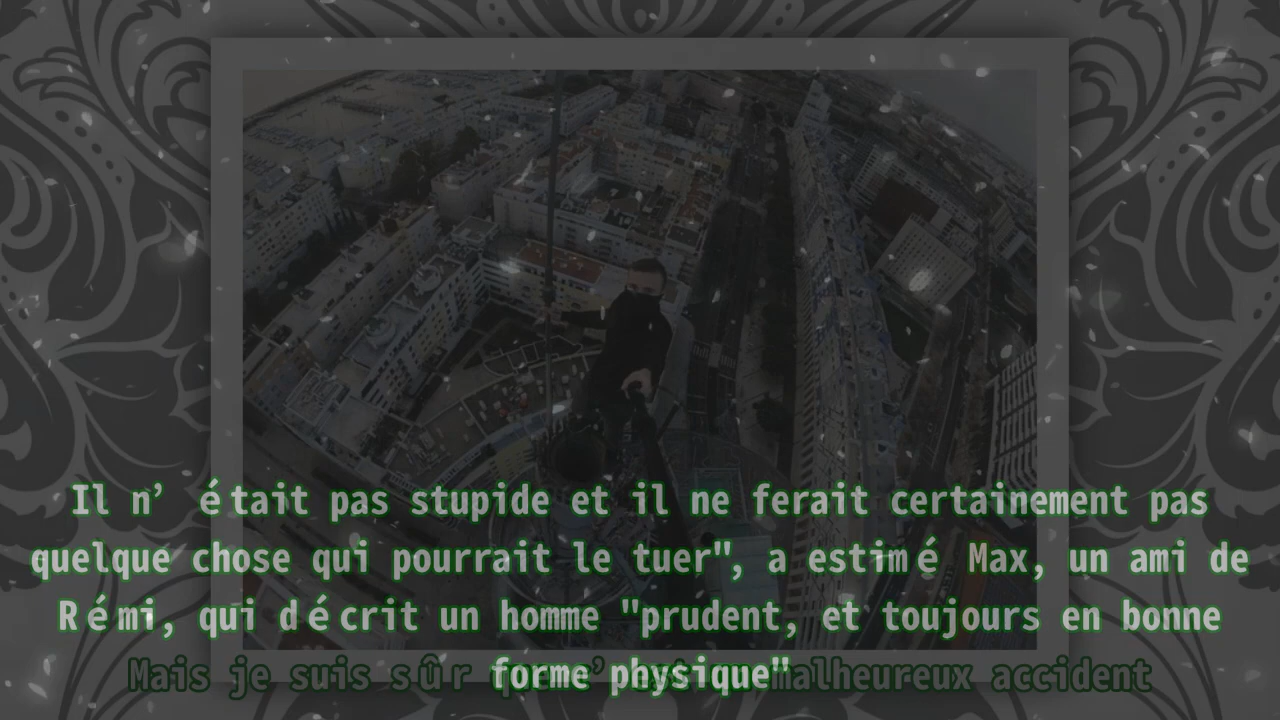 Il n’ était pas stupide et il ne ferait certainement pas
quelque chose qui pourrait le tuer", a estimé Max, un ami de
Rémi, qui décrit un homme "prudent, et toujours en bonne
forme physique"
Mais je suis sûr malheureux accident